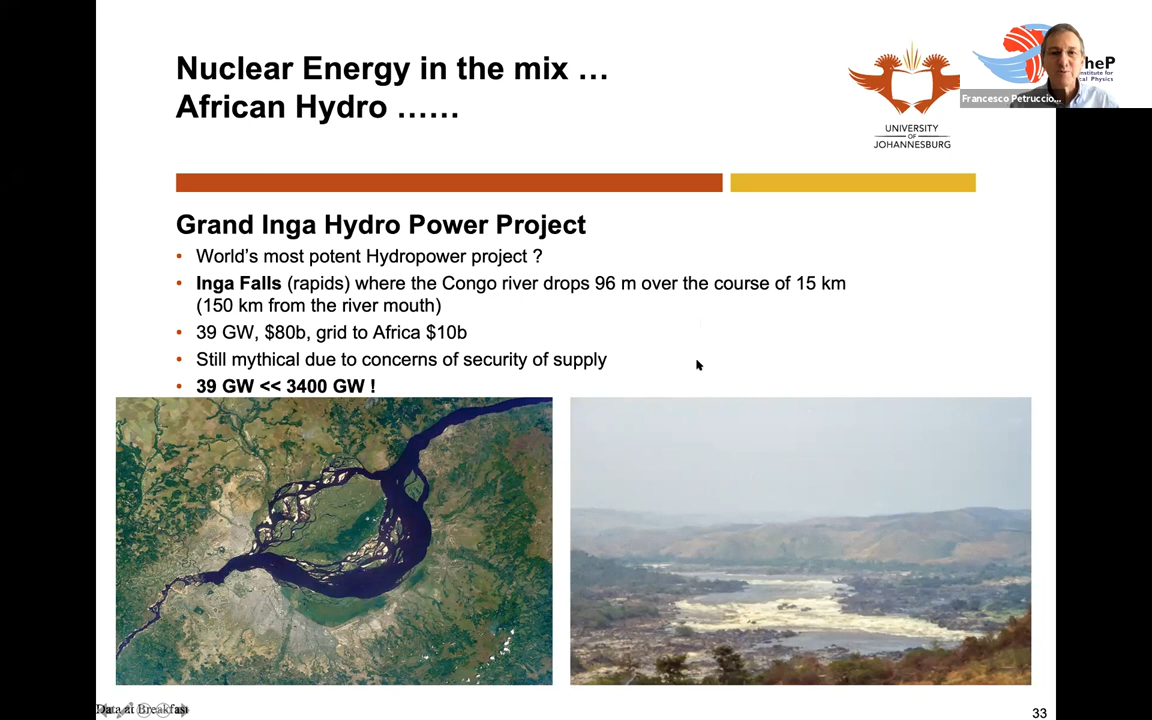 Nuclear Energy in the mix …
African Hydro ……
UNIVERSITY
OF
JOHANNESBURG
heP
nstitute for
cal Physics
Francesco Petruccio...
Grand Inga Hydro Power Project
• World's most potent Hydropower project ?
• Inga Falls (rapids) where the Congo river drops 96 m over the course of 15 km
(150 km from the river mouth)
• 39 GW, $80b, grid to Africa $10b
• Still mythical due to concerns of security of supply
• 39 GW << 3400 GW !
Data at Breakfast
33